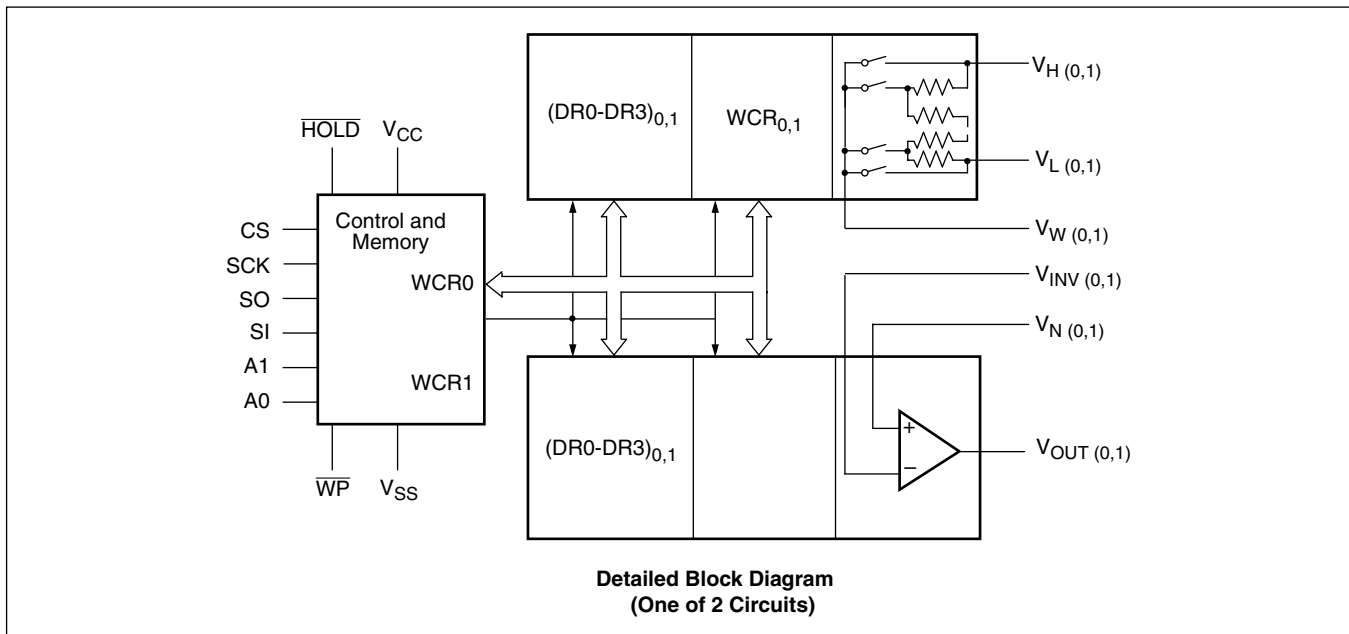 (DR0-DR3)0,1
WCR0,1
VH (0,1)
VL (0,1)
VW (0,1)
VINV (0,1)
VN (0,1)
HOLD
VCC
Control and
Memory
CS
SCK
SO
SI
A1
A0
WCR0
WCR1
WP
VSS
(DR0-DR3)0,1
+
−
VOUT (0,1)
Detailed Block Diagram
(One of 2 Circuits)